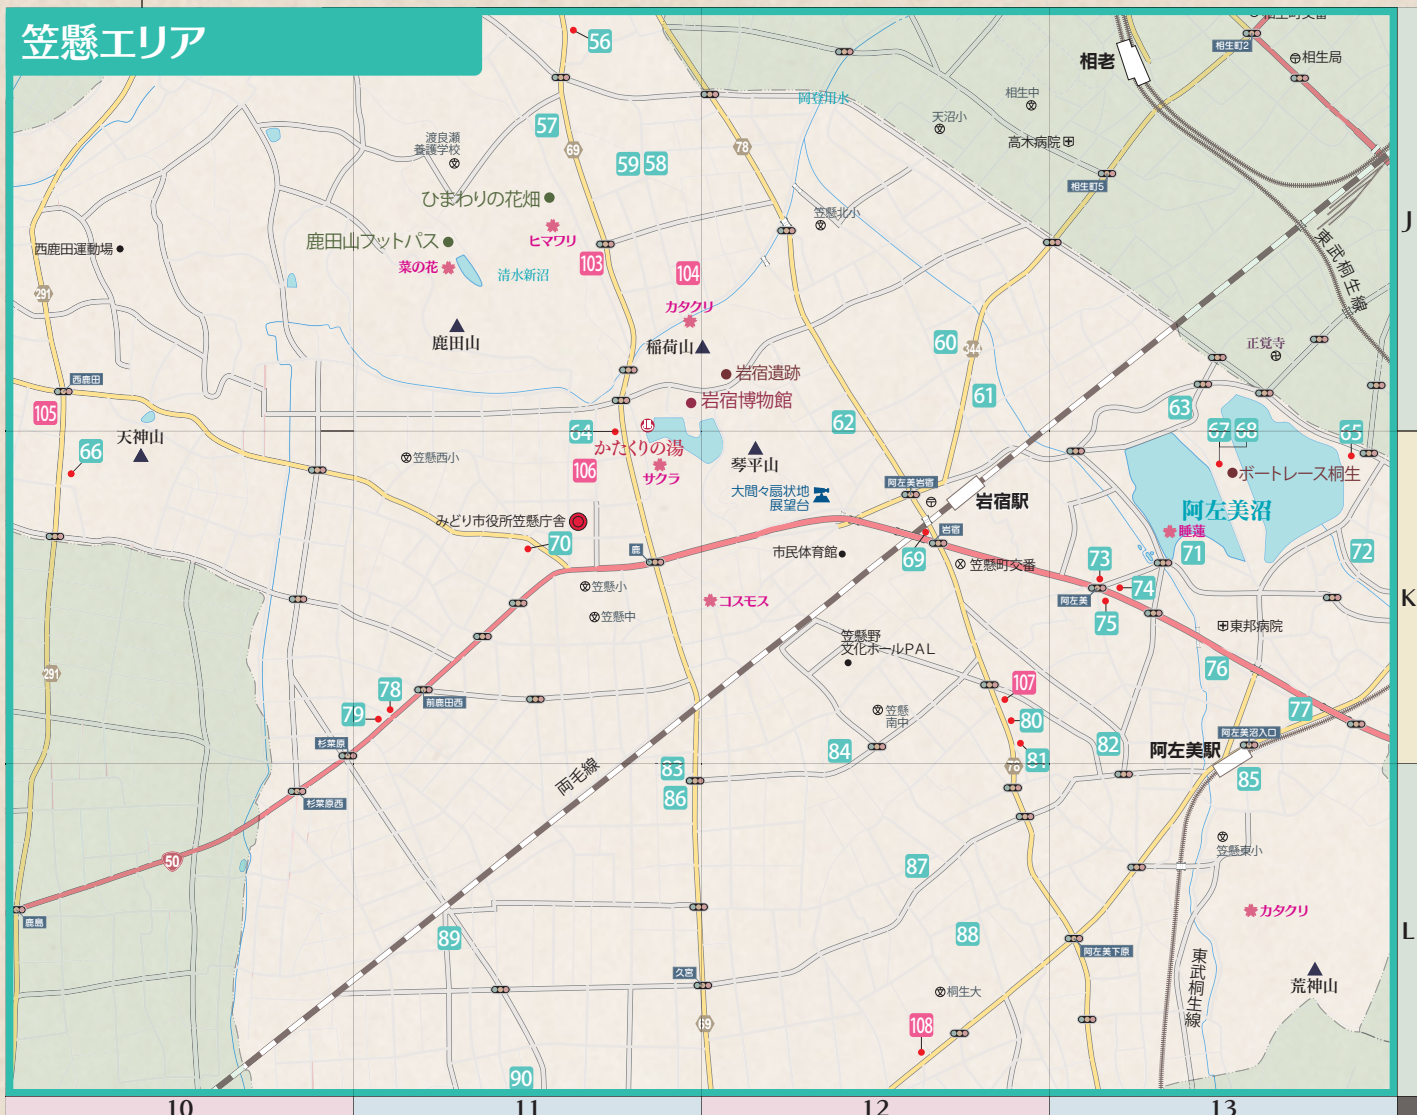 笠懸エリア
56
相生町2
相生局
相老
岡登用水
相生中
天沼小
高木病院
57
69
78
渡良瀬
養護学校
59
58
相生町5
ひまわりの花畑
ヒマワリ
笠懸北小
鹿田山フットパス
菜の花
清水新沼
西鹿田運動場
103
104
カタクリ
J
東武桐生線
291
鹿田山
稲荷山
60
344
正覚寺
西鹿田
岩宿遺跡
岩宿博物館
61
62
63
105
天神山
66
64
かたくりの湯
106
サクラ
琴平山
笠懸西小
67
68
65
ボートレース桐生
大間々扇状地
展望台
阿左美岩宿
岩宿駅
阿左美沼
睡蓮
みどり市役所笠懸庁舎
70
鹿
市民体育館
岩宿
69
笠懸町交番
71
72
73
74
阿左美
75
笠懸小
笠懸中
コスモス
K
東邦病院
笠懸野
文化ホールPAL
76
291
78
79
前鹿田西
杉菜原
107
80
81
笠懸
南中
84
82
77
阿左美沼入口
阿左美駅
85
78
83
86
両毛線
杉菜原西
50
笠懸東小
87
鹿島
カタクリ
89
88
L
阿左美下原
久宮
荒神山
東武桐生線
桐生大
69
108
90
10
11
12
13